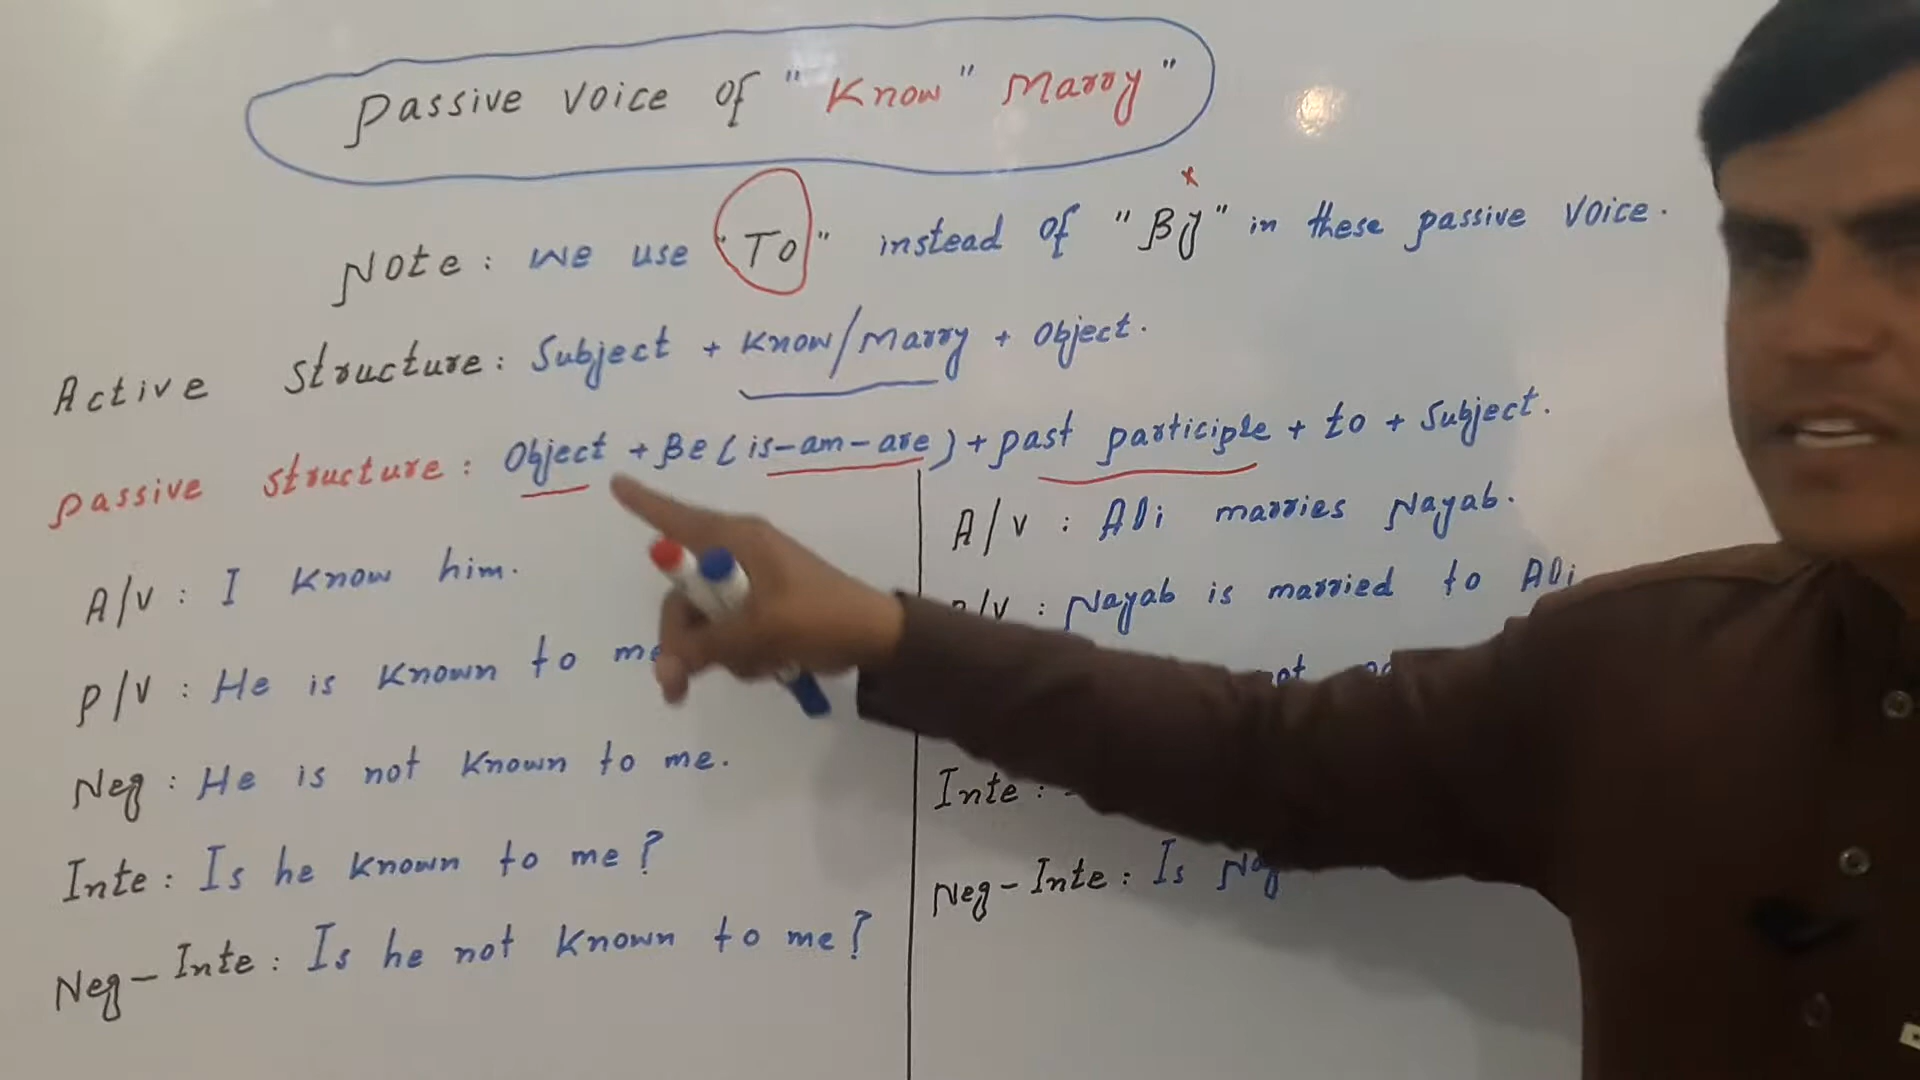 Passive voice of "Know" Marry"
Note: We use "To" instead of "By" in these passive voice.
Active structure: Subject + Know/Marry + Object.
Passive structure: Object + Be (is-am-are) + past participle + to + Subject.
A/V: I know him.
P/V: He is known to me
Neg: He is not known to me.
Inte: Is he known to me?
Neg-Inte: Is he not known to me?
A/V: Ali marries Nayab.
P/V: Nayab is married to Ali
not
Inte:
Neg-Inte: Is